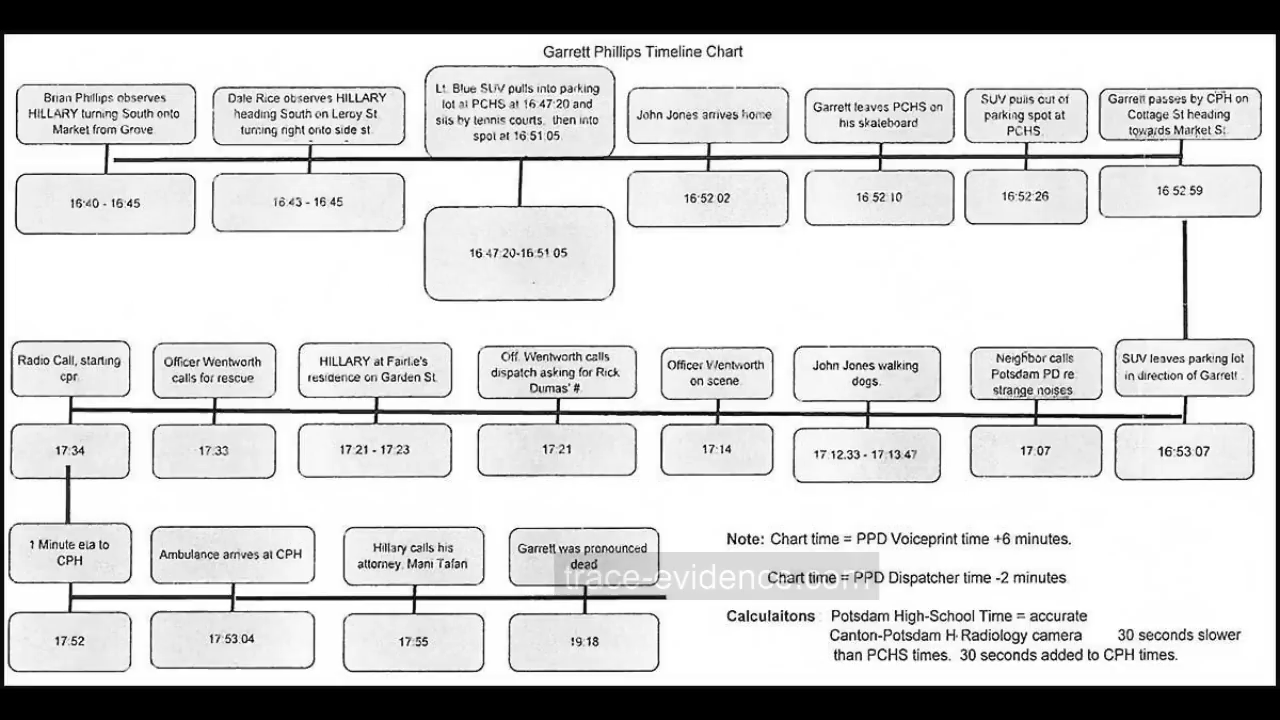 Garrett Phillips Timeline Chart
Brian Phillips observes
HILLARY turning South onto
Market from Grove.
16:40 - 16:45
Dale Rice observes HILLARY
heading South on Leroy St.
turning right onto side st.
16:43 - 16:45
Lt. Blue SUV pulls into parking
lot at PCHS at 16:47:20 and
sits by tennis courts, then into
spot at 16:51:05.
16:47:20-16:51:05
John Jones arrives home
16:52:02
Garrett leaves PCHS on
his skateboard
16:52:10
SUV pulls out of
parking spot at
PCHS.
16:52:26
Garrett passes by CPH on
Cottage St heading
towards Market St.
16:52:59
Radio Call, starting
cpr.
17:34
Officer Wentworth
calls for rescue
17:33
HILLARY at Fairlie's
residence on Garden St.
17:21 - 17:23
Off. Wentworth calls
dispatch asking for Rick
Dumas' #.
17:21
Officer Wentworth
on scene.
17:14
John Jones walking
dogs.
17:12:33 - 17:13:47
Neighbor calls
Potsdam PD re:
strange noises
17:07
SUV leaves parking lot
in direction of Garrett.
16:53:07
1 Minute eta to
CPH
17:52
Ambulance arrives at CPH
17:53:04
Hillary calls his
attorney, Mani Tafari
17:55
Garrett was pronounced
dead
19:18
trace-evidence.com
Note: Chart time = PPD Voiceprint time +6 minutes.
Chart time = PPD Dispatcher time -2 minutes
Calculaitons: Potsdam High-School Time = accurate
Canton-Potsdam H Radiology camera 30 seconds slower
than PCHS times. 30 seconds added to CPH times.